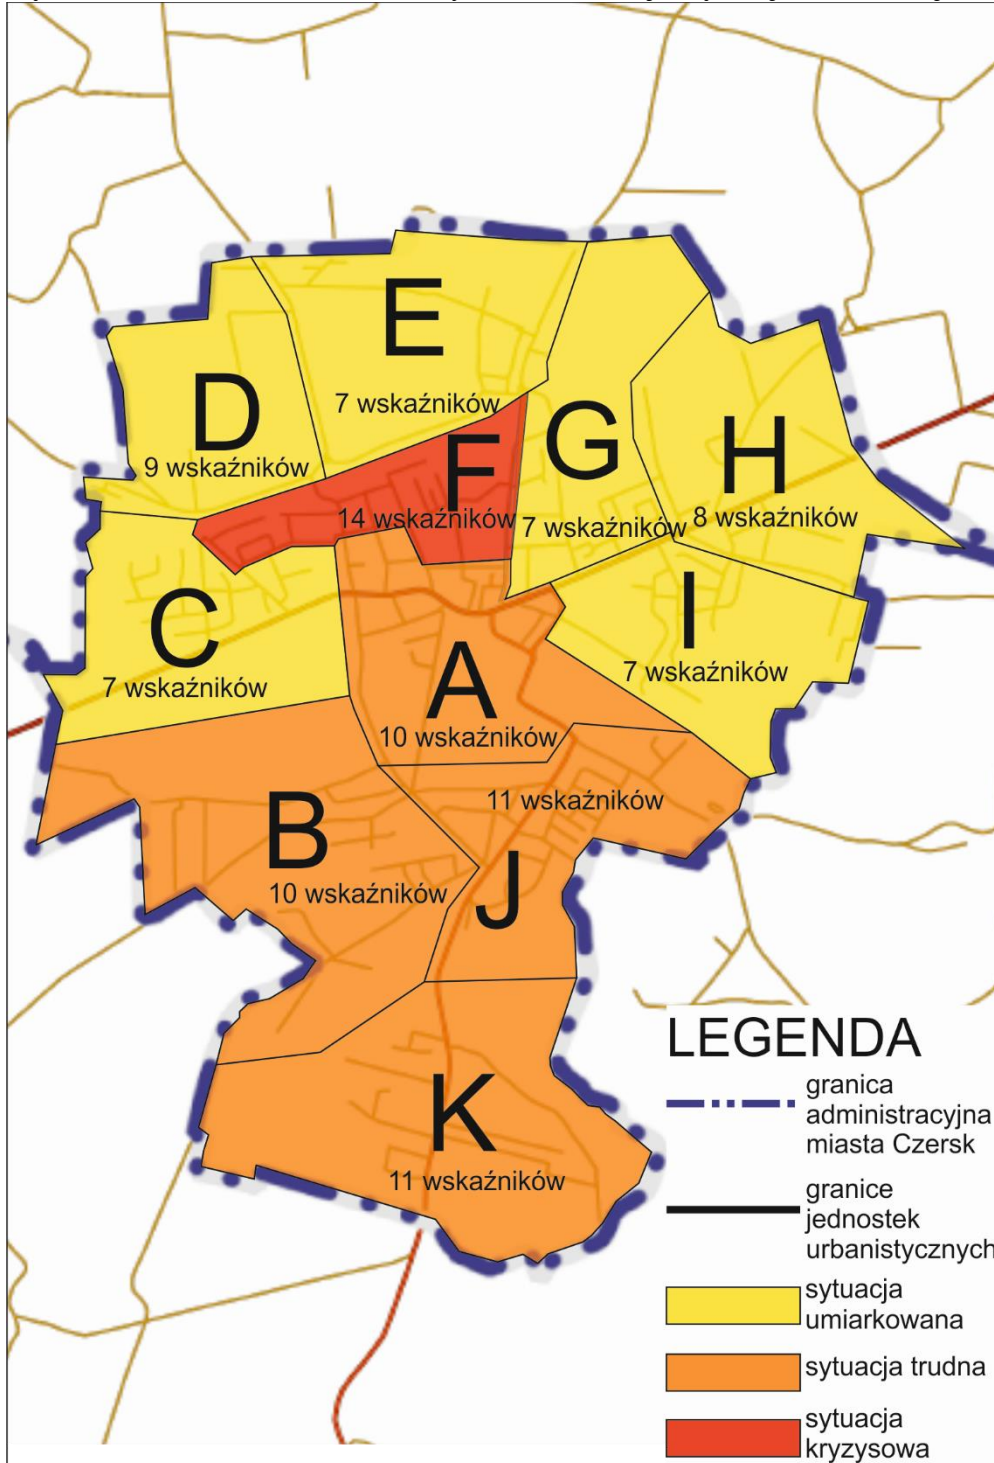 E
7 wskaźników
D
9 wskaźników
F
14 wskaźników
G
7 wskaźników
H
8 wskaźników
C
7 wskaźników
I
7 wskaźników
A
10 wskaźników
11 wskaźników
J
B
10 wskaźników
K
11 wskaźników
LEGENDA
granica
administracyjna
miasta Czersk
granice
jednostek
urbanistycznych
sytuacja
umiarkowana
sytuacja trudna
sytuacja
kryzysowa